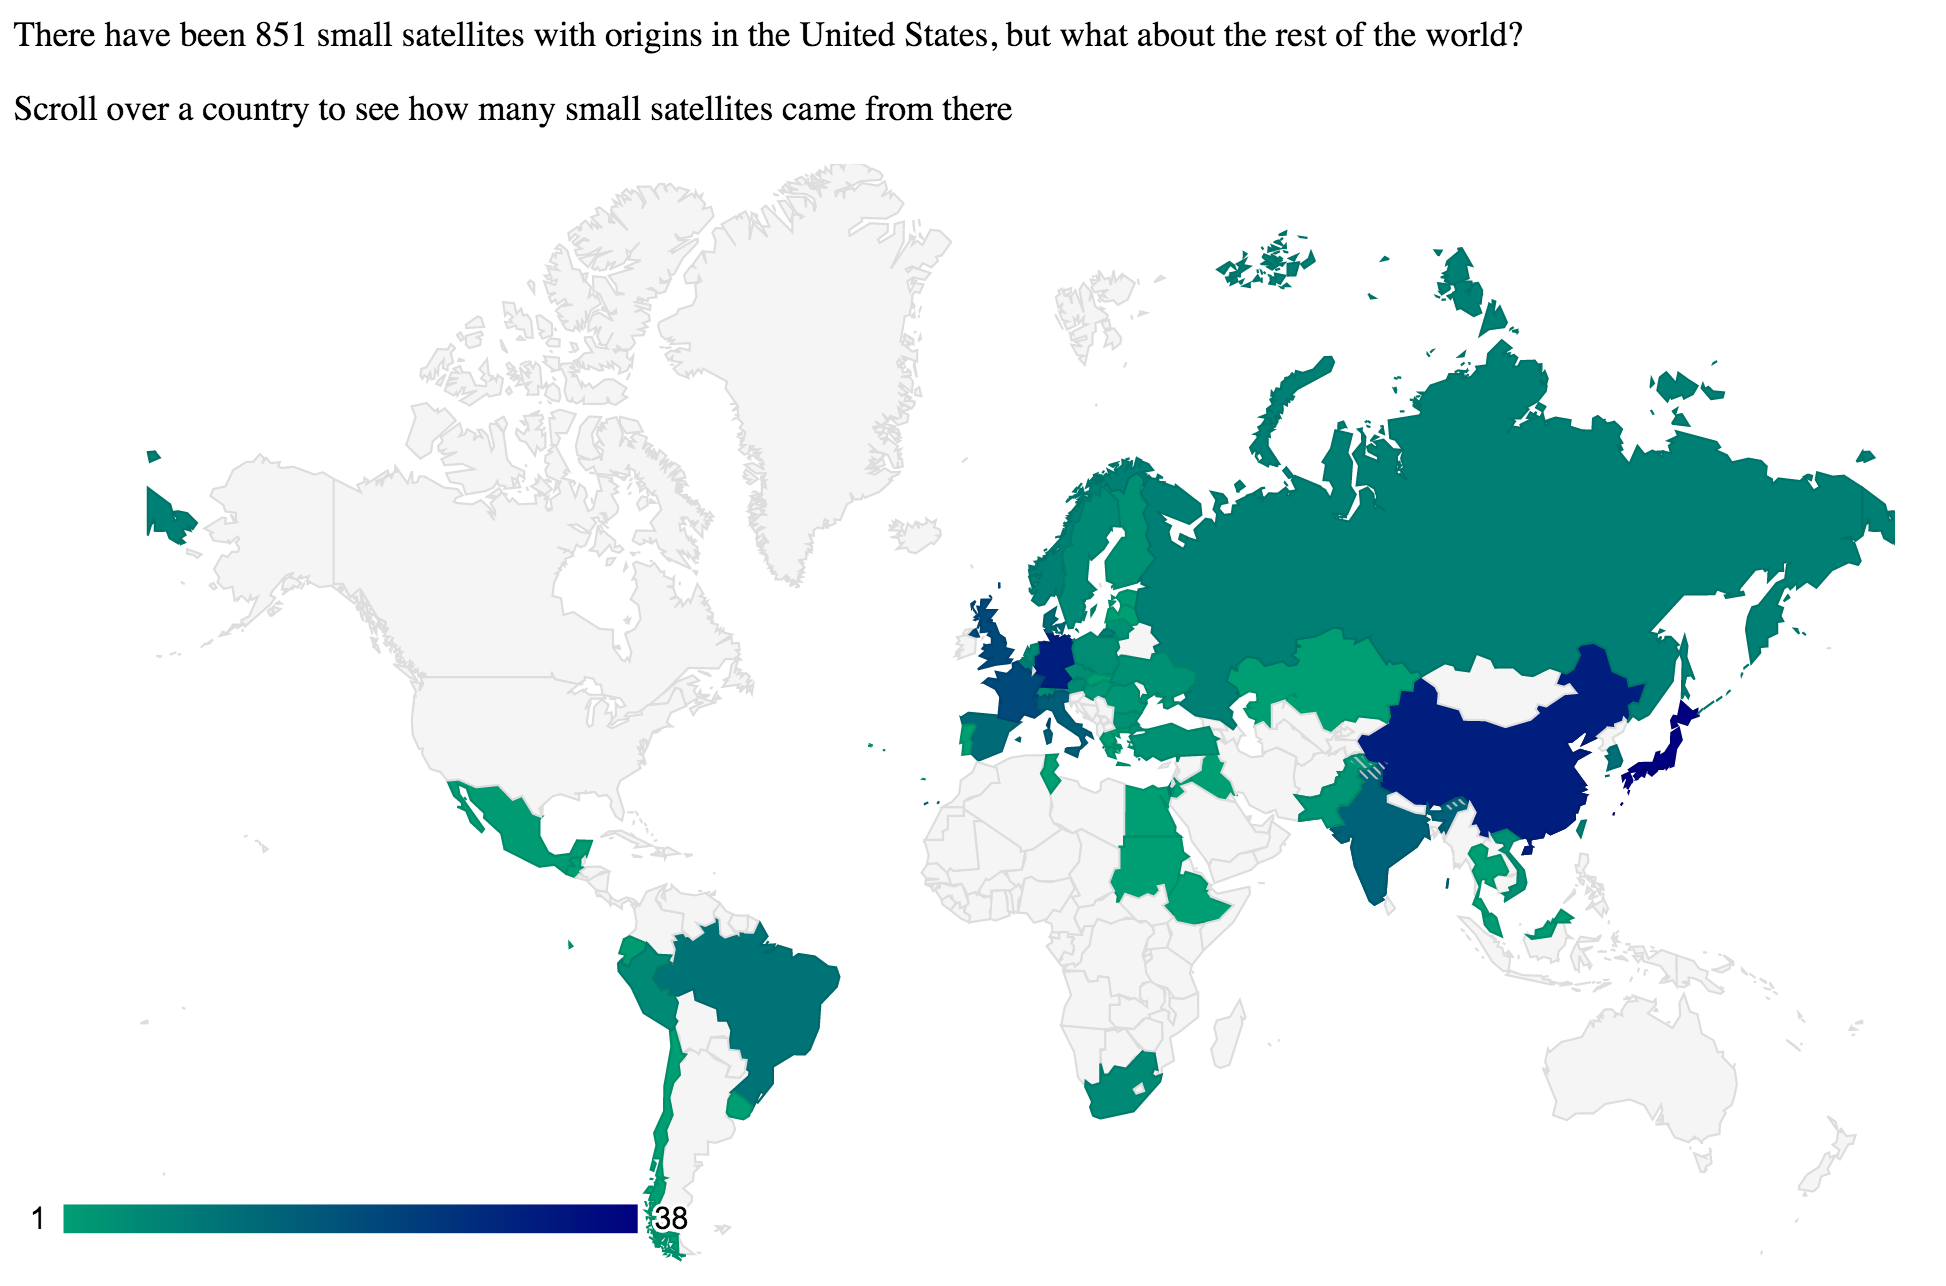 There have been 851 small satellites with origins in the United States, but what about the rest of the world?
Scroll over a country to see how many small satellites came from there
1 38